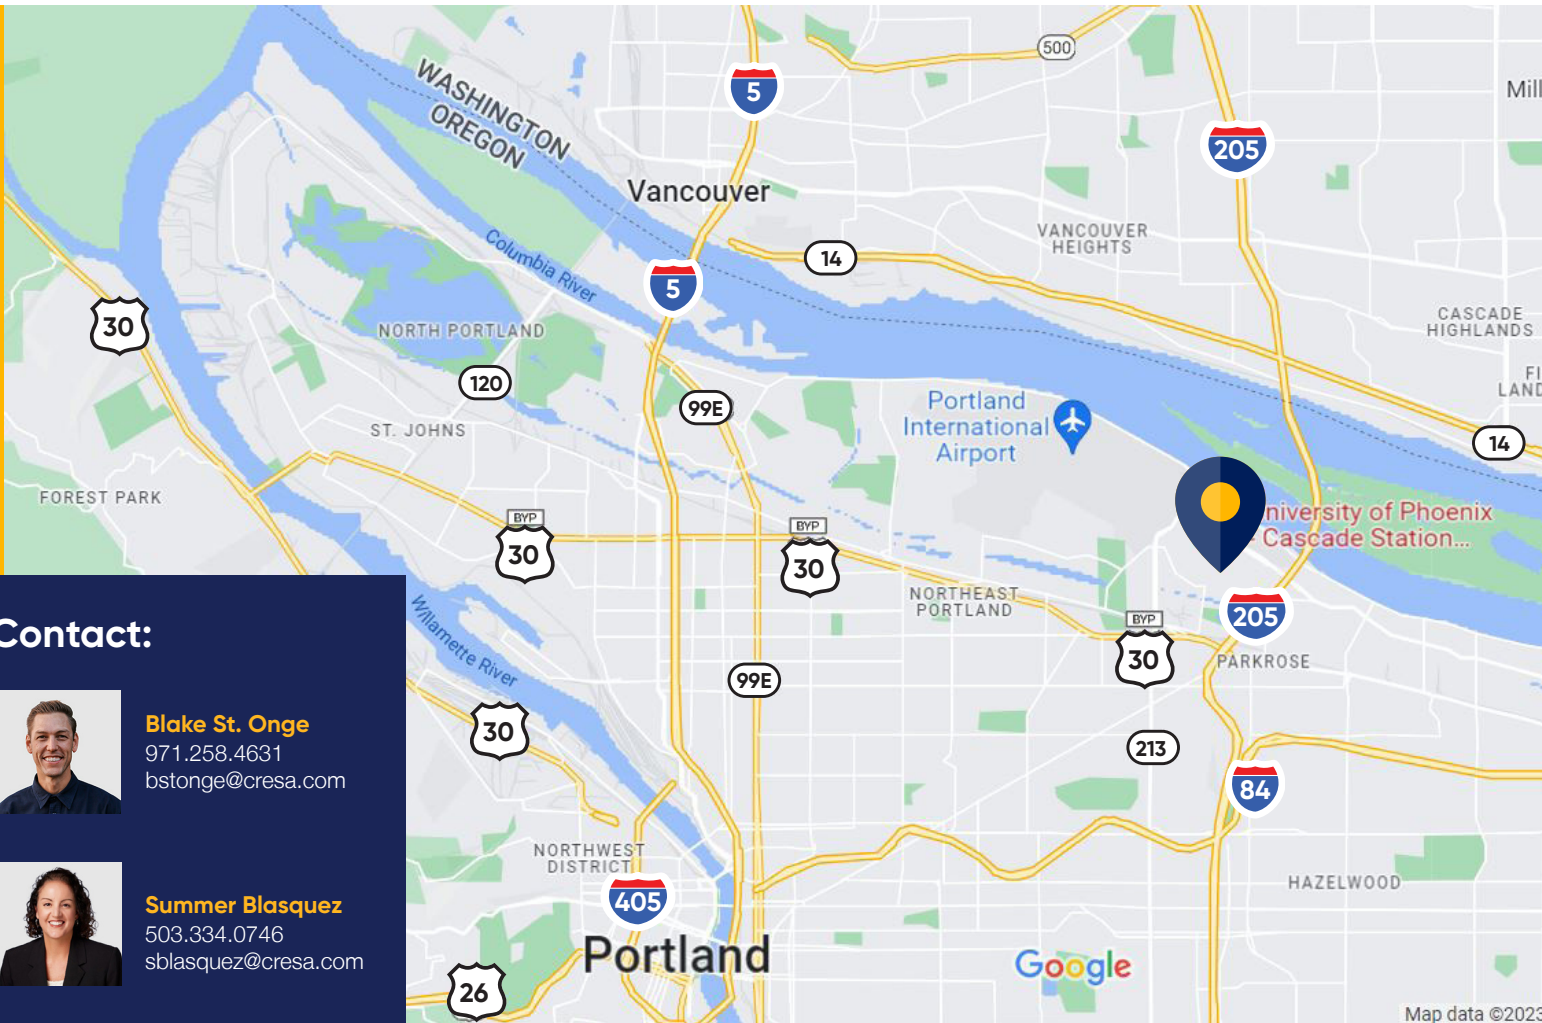 500
5
WASHINGTON
OREGON
Mill
205
Vancouver
VANCOUVER
HEIGHTS
14
Columbia River
5
30
NORTH PORTLAND
CASCADE
HIGHLANDS
FI
LAND
120
99E
Portland
International
Airport
ST. JOHNS
14
FOREST PARK
niversity of Phoenix
Cascade Station...
BYP
30
BYP
30
NORTHEAST
PORTLAND
205
BYP
30
PARKROSE
Willamette River
Contact:
99E
30
213
84
Blake St. Onge
971.258.4631
bstonge@cresa.com
NORTHWEST
DISTRICT
405
HAZELWOOD
Summer Blasquez
503.334.0746
sblasquez@cresa.com
Portland
26
Google
Map data ©2023